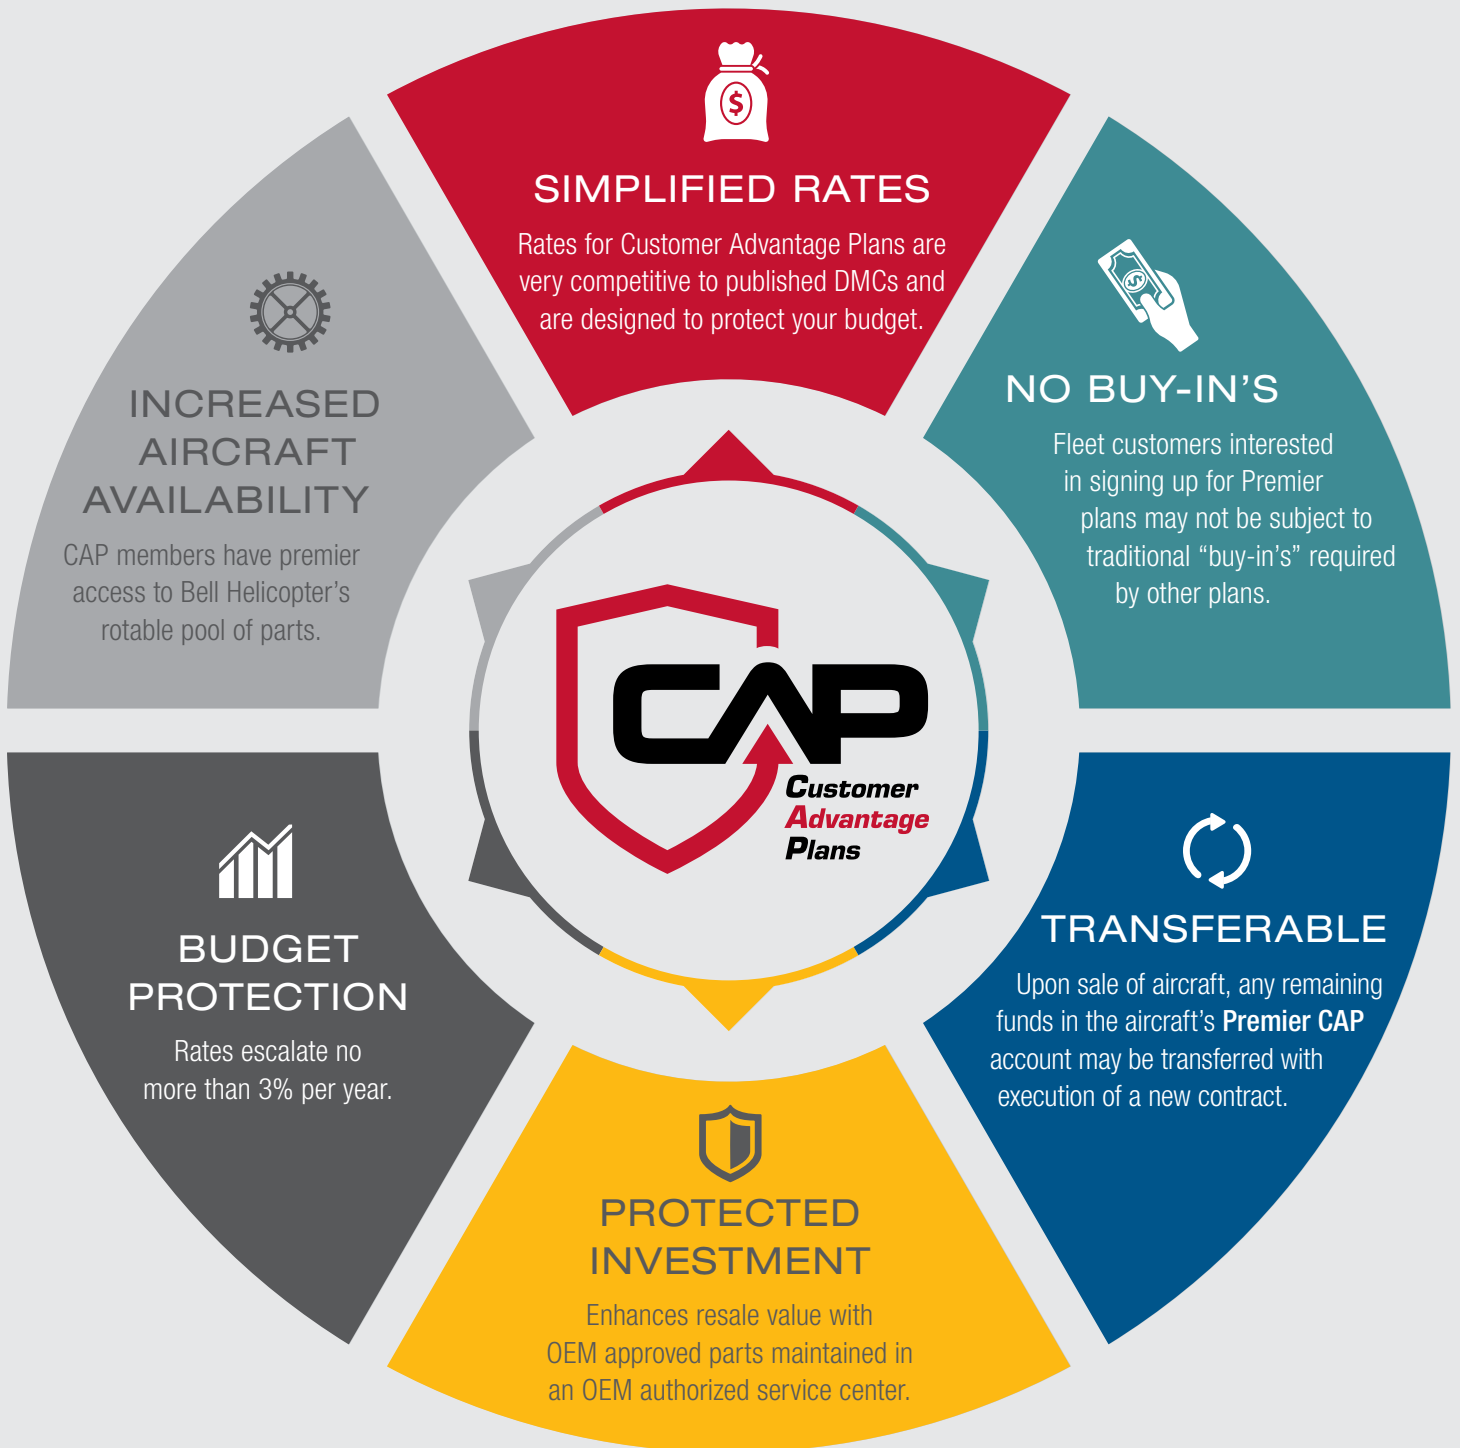 $
SIMPLIFIED RATES
Rates for Customer Advantage Plans are
very competitive to published DMCs and
are designed to protect your budget.
$
NO BUY-IN’S
Fleet customers interested
in signing up for Premier
plans may not be subject to
traditional “buy-in’s” required
by other plans.
TRANSFERABLE
Upon sale of aircraft, any remaining
funds in the aircraft’s Premier CAP
account may be transferred with
execution of a new contract.
PROTECTED
INVESTMENT
Enhances resale value with
OEM approved parts maintained in
an OEM authorized service center.
BUDGET
PROTECTION
Rates escalate no
more than 3% per year.
INCREASED
AIRCRAFT
AVAILABILITY
CAP members have premier
access to Bell Helicopter’s
rotable pool of parts.
CAP
Customer
Advantage
Plans